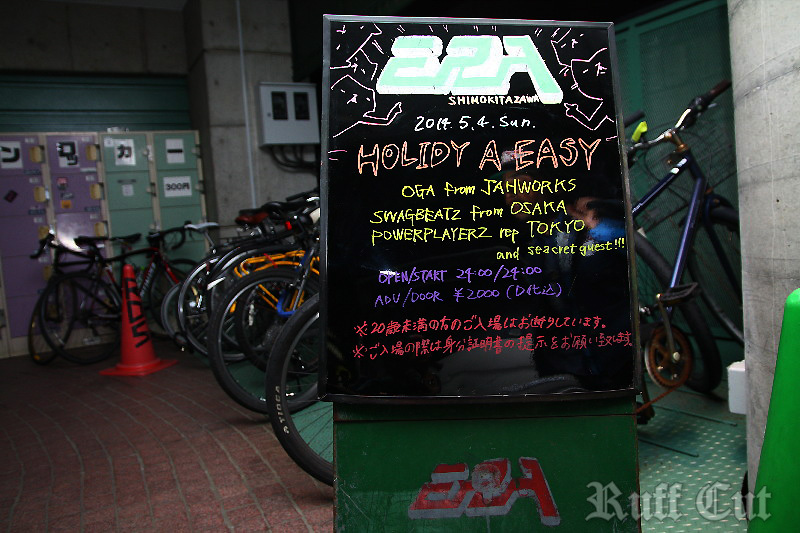 ERA
SHIMOKITAZAWA
2014. 5. 4. Sun.
HOLIDY A EASY
OGA from JAHWORKS
SWAGBEATZ from OSAKA
POWERPLAYERZ rep TOKYO
and seacret guest!!!
OPEN/START 24:00/24:00
ADV/DOOR ¥2000 (D代込)
※20歳未満の方のご入場はお断りしています。
※ご入場の際は身分証明書の提示をお願い致します
ERA
Ruff Cut
ンタカー
300円